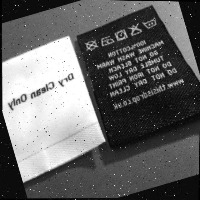 Dry Clean Only
100%COTTON
MACHINE WASH WARM
DO NOT BLEACH
TUMBLE DRY LOW
DO NOT IRON PRINT
DO NOT DRY CLEAN